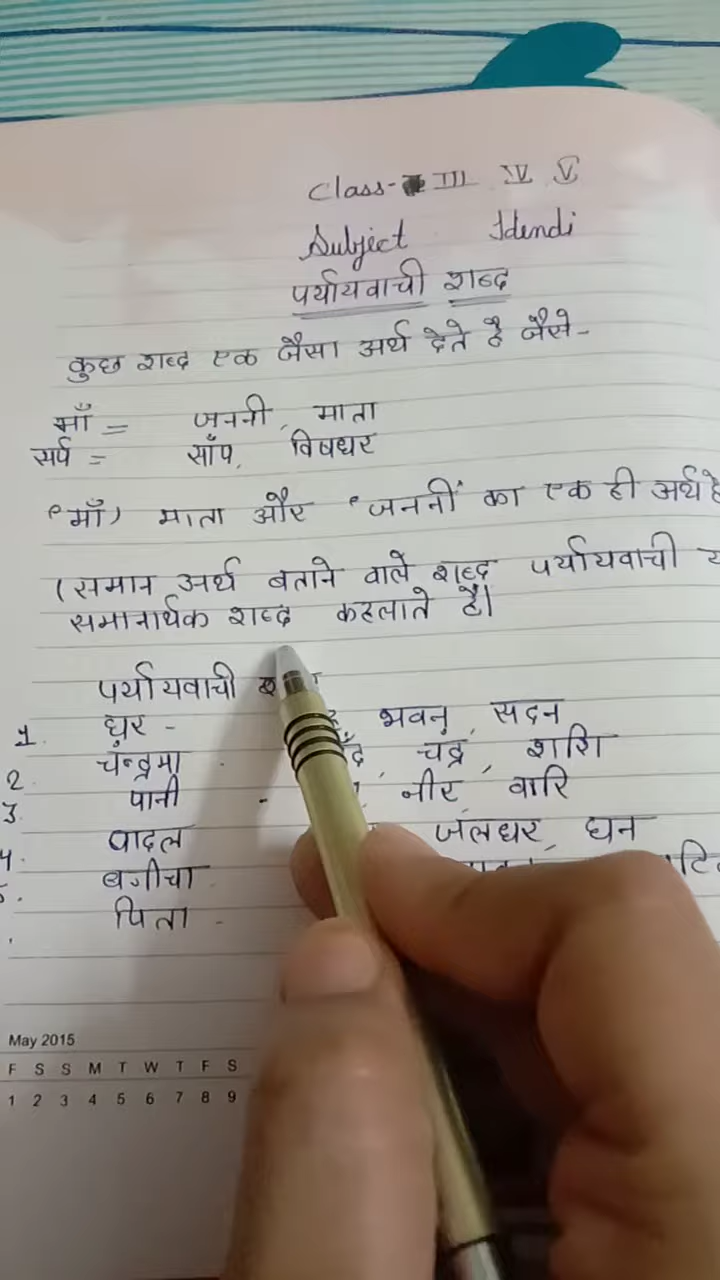 Class- III IV V
Subject Hendi
पर्यायवाची शब्द
कुछ शब्द एक जैसा अर्थ देते है जैसे-
माँ = जननी, माता
सर्प = साँप, विषधर
'माँ' माता और 'जननी' का एक ही अर्थ है
(समान अर्थ बताने वाले शब्द पर्यायवाची
समानार्थक शब्द कहलाते है।
पर्यायवाची
1. घर - भवन, सदन
2 चन्द्रमा चंद्र, शशि
3 पानी - नीर, वारि
4 बादल जलधर, घन
5. बगीचा
पिता -
May 2015
F S S M T W T F S
1 2 3 4 5 6 7 8 9